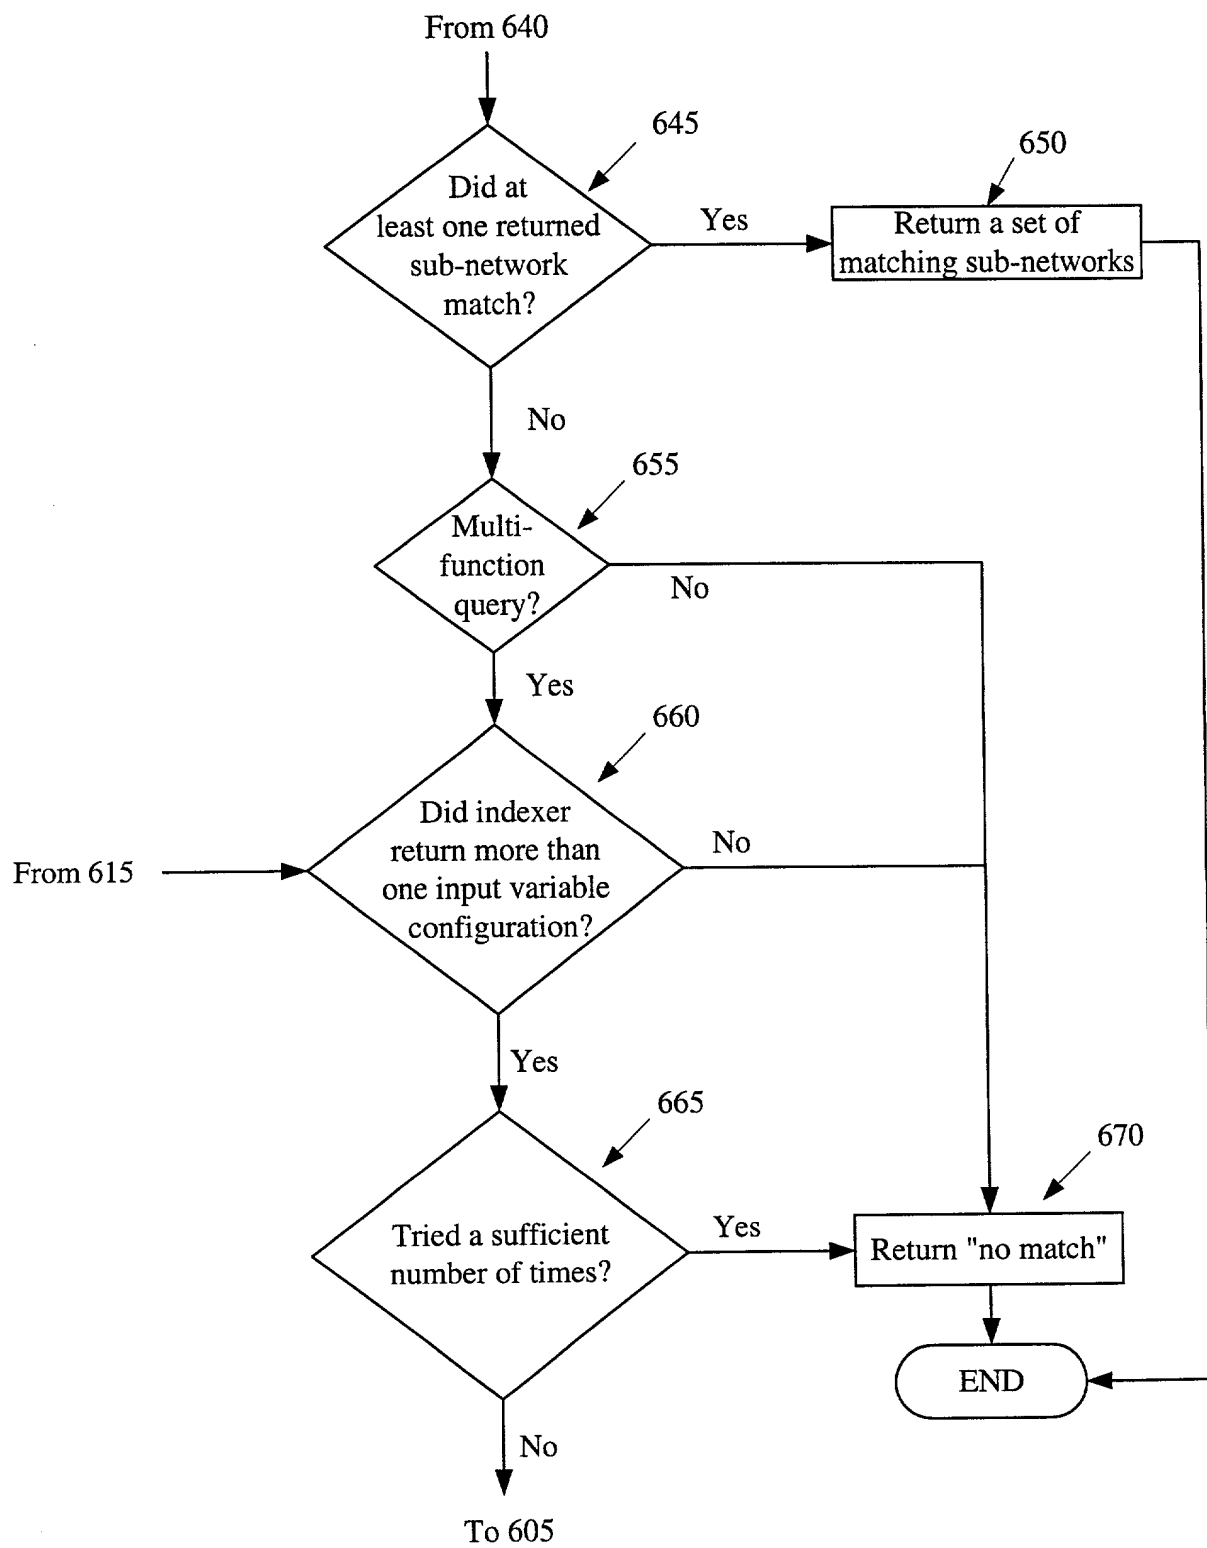 From 640
645
650
Did at
least one returned
sub-network
match?
Yes
Return a set of
matching sub-networks
No
655
Multi-
function
query?
No
Yes
660
Did indexer
return more than
one input variable
configuration?
No
From 615
Yes
665
670
Tried a sufficient
number of times?
Yes
Return "no match"
END
No
To 605